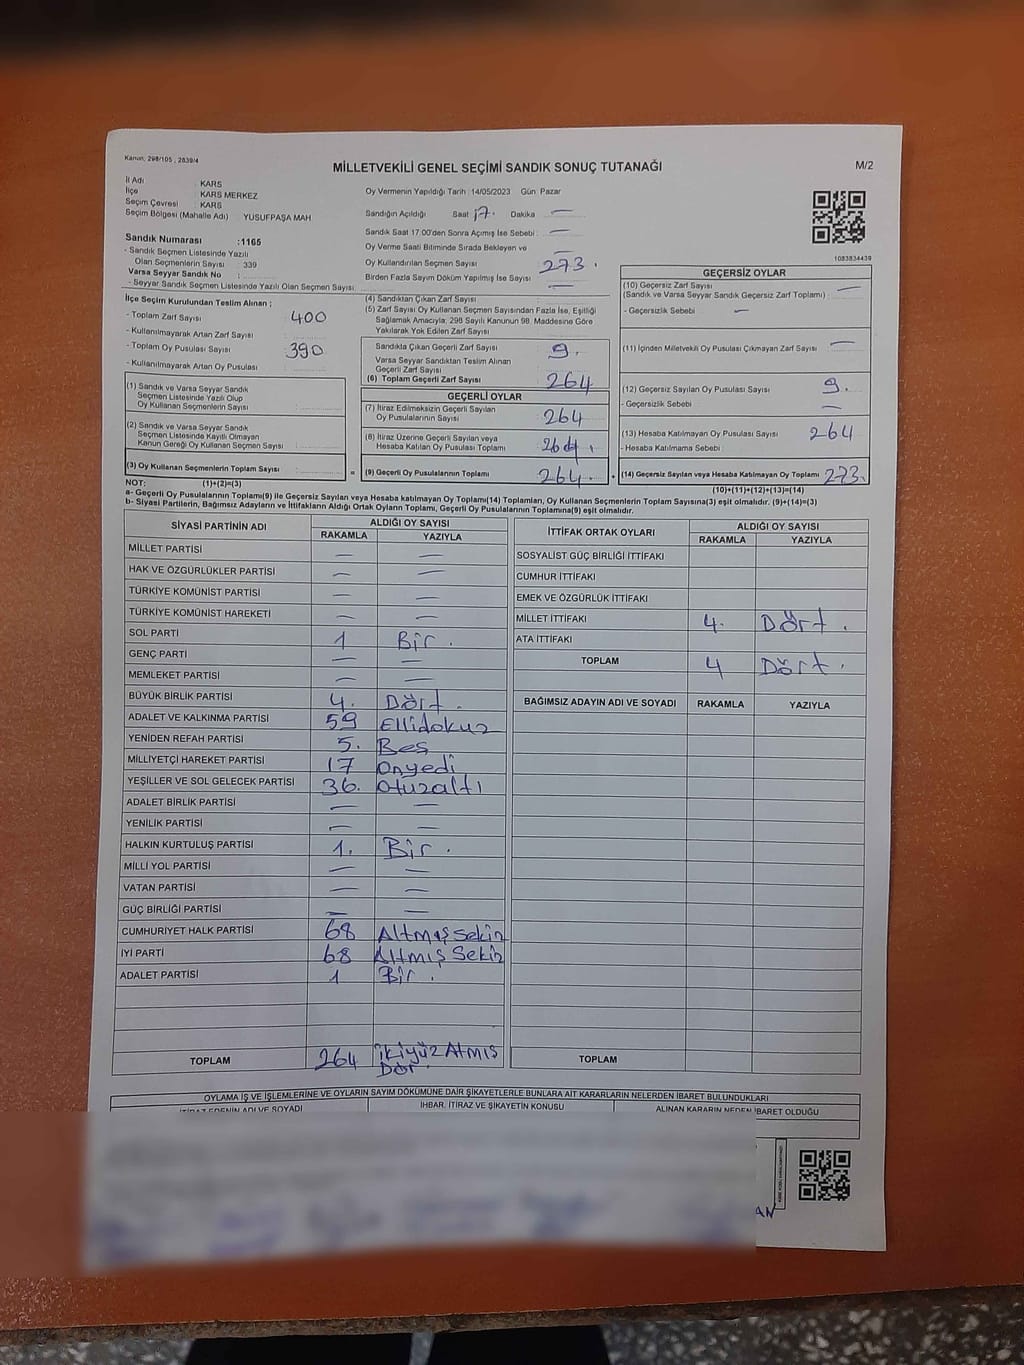 Kanun, 298/105 , 2839/4
MİLLETVEKİLİ GENEL SEÇİMİ SANDIK SONUÇ TUTANAĞI
M/2
İl Adı : KARS
İlçe : KARS MERKEZ
Seçim Çevresi : KARS
Seçim Bölgesi (Mahalle Adı) YUSUFPAŞA MAH
Sandık Numarası :1165
- Sandık Seçmen Listesinde Yazılı
Olan Seçmenlerin Sayısı : 339
Varsa Seyyar Sandık No :
- Seyyar Sandık Seçmen Listesinde Yazılı Olan Seçmen Sayısı:
Oy Vermenin Yapıldığı Tarih : 14/05/2023 Gün: Pazar
Sandığın Açıldığı Saat 17. Dakika —
Sandık Saat 17.00'den Sonra Açımış İse Sebebi : —
Oy Verme Saati Bitiminde Sırada Bekleyen ve —
Oy Kullandırılan Seçmen Sayısı 273.
Birden Fazla Sayım Döküm Yapılmış İse Sayısı —
1083834439
İlçe Seçim Kurulundan Teslim Alınan ;
- Toplam Zarf Sayısı : 400
- Kullanılmayarak Artan Zarf Sayısı :
- Toplam Oy Pusulası Sayısı : 390
- Kullanılmayarak Artan Oy Pusulası :
(1) Sandık ve Varsa Seyyar Sandık
Seçmen Listesinde Yazılı Olup
Oy Kullanan Seçmenlerin Sayısı :
(2) Sandık ve Varsa Seyyar Sandık
Seçmen Listesinde Kayıtlı Olmayan
Kanun Gereği Oy Kullanan Seçmen Sayısı :
(3) Oy Kullanan Seçmenlerin Toplam Sayısı :
(4) Sandıktan Çıkan Zarf Sayısı :
(5) Zarf Sayısı Oy Kullanan Seçmen Sayısından Fazla İse, Eşitliği
Sağlamak Amacıyla, 298 Sayılı Kanunun 98. Maddesine Göre
Yakılarak Yok Edilen Zarf Sayısı :
Sandıkta Çıkan Geçerli Zarf Sayısı : 9.
Varsa Seyyar Sandıktan Teslim Alınan
Geçerli Zarf Sayısı :
(6) Toplam Geçerli Zarf Sayısı : 264
GEÇERLİ OYLAR
(7) İtiraz Edilmeksizin Geçerli Sayılan
Oy Pusulalarının Sayısı : 264
(8) İtiraz Üzerine Geçerli Sayılan veya
Hesaba Katılan Oy Pusulası Toplamı : 264.
= (9) Geçerli Oy Pusulalarının Toplamı : 264.
GEÇERSİZ OYLAR
(10) Geçersiz Zarf Sayısı
(Sandık ve Varsa Seyyar Sandık Geçersiz Zarf Toplamı) : —
- Geçersizlik Sebebi : —
(11) İçinden Milletvekili Oy Pusulası Çıkmayan Zarf Sayısı : —
(12) Geçersiz Sayılan Oy Pusulası Sayısı : 9.
- Geçersizlik Sebebi : —
(13) Hesaba Katılmayan Oy Pusulası Sayısı : 264
- Hesaba Katılmama Sebebi :
+ (14) Geçersiz Sayılan veya Hesaba Katılmayan Oy Toplamı : 273.
NOT: (1)+(2)=(3) (10)+(11)+(12)+(13)=(14)
a- Geçerli Oy Pusulalarının Toplamı(9) ile Geçersiz Sayılan veya Hesaba katılmayan Oy Toplamı(14) Toplamları, Oy Kullanan Seçmenlerin Toplam Sayısına(3) eşit olmalıdır. (9)+(14)=(3)
b- Siyasi Partilerin, Bağımsız Adayların ve İttifakların Aldığı Ortak Oyların Toplamı, Geçerli Oy Pusulalarının Toplamına(9) eşit olmalıdır.
SİYASİ PARTİNİN ADI ALDIĞI OY SAYISI
RAKAMLA YAZIYLA
MİLLET PARTİSİ — —
HAK VE ÖZGÜRLÜKLER PARTİSİ — —
TÜRKİYE KOMÜNİST PARTİSİ — —
TÜRKİYE KOMÜNİST HAREKETİ — —
SOL PARTİ 1 Bir.
GENÇ PARTİ — —
MEMLEKET PARTİSİ — —
BÜYÜK BİRLİK PARTİSİ 4. Dört.
ADALET VE KALKINMA PARTİSİ 59 Ellidokuz
YENİDEN REFAH PARTİSİ 5. Beş
MİLLİYETÇİ HAREKET PARTİSİ 17 Onyedi
YEŞİLLER VE SOL GELECEK PARTİSİ 36. Otuzaltı
ADALET BİRLİK PARTİSİ — —
YENİLİK PARTİSİ — —
HALKIN KURTULUŞ PARTİSİ 1. Bir.
MİLLİ YOL PARTİSİ — —
VATAN PARTİSİ — —
GÜÇ BİRLİĞİ PARTİSİ — —
CUMHURİYET HALK PARTİSİ 68 Altmışsekiz
İYİ PARTİ 68 Altmış Sekiz
ADALET PARTİSİ 1 Bir.
TOPLAM 264 İkiyüz Atmış
Dör.
İTTİFAK ORTAK OYLARI ALDIĞI OY SAYISI
RAKAMLA YAZIYLA
SOSYALİST GÜÇ BİRLİĞİ İTTİFAKI
CUMHUR İTTİFAKI
EMEK VE ÖZGÜRLÜK İTTİFAKI
MİLLET İTTİFAKI 4. Dört.
ATA İTTİFAKI
TOPLAM 4 Dört.
BAĞIMSIZ ADAYIN ADI VE SOYADI RAKAMLA YAZIYLA
TOPLAM
OYLAMA İŞ VE İŞLEMLERİNE VE OYLARIN SAYIM DÖKÜMÜNE DAİR ŞİKAYETLERLE BUNLARA AİT KARARLARIN NELERDEN İBARET BULUNDUKLARI
İTİRAZ EDENİN ADI VE SOYADI İHBAR, İTİRAZ VE ŞİKAYETİN KONUSU ALINAN KARARIN NEDEN İBARET OLDUĞU
AN